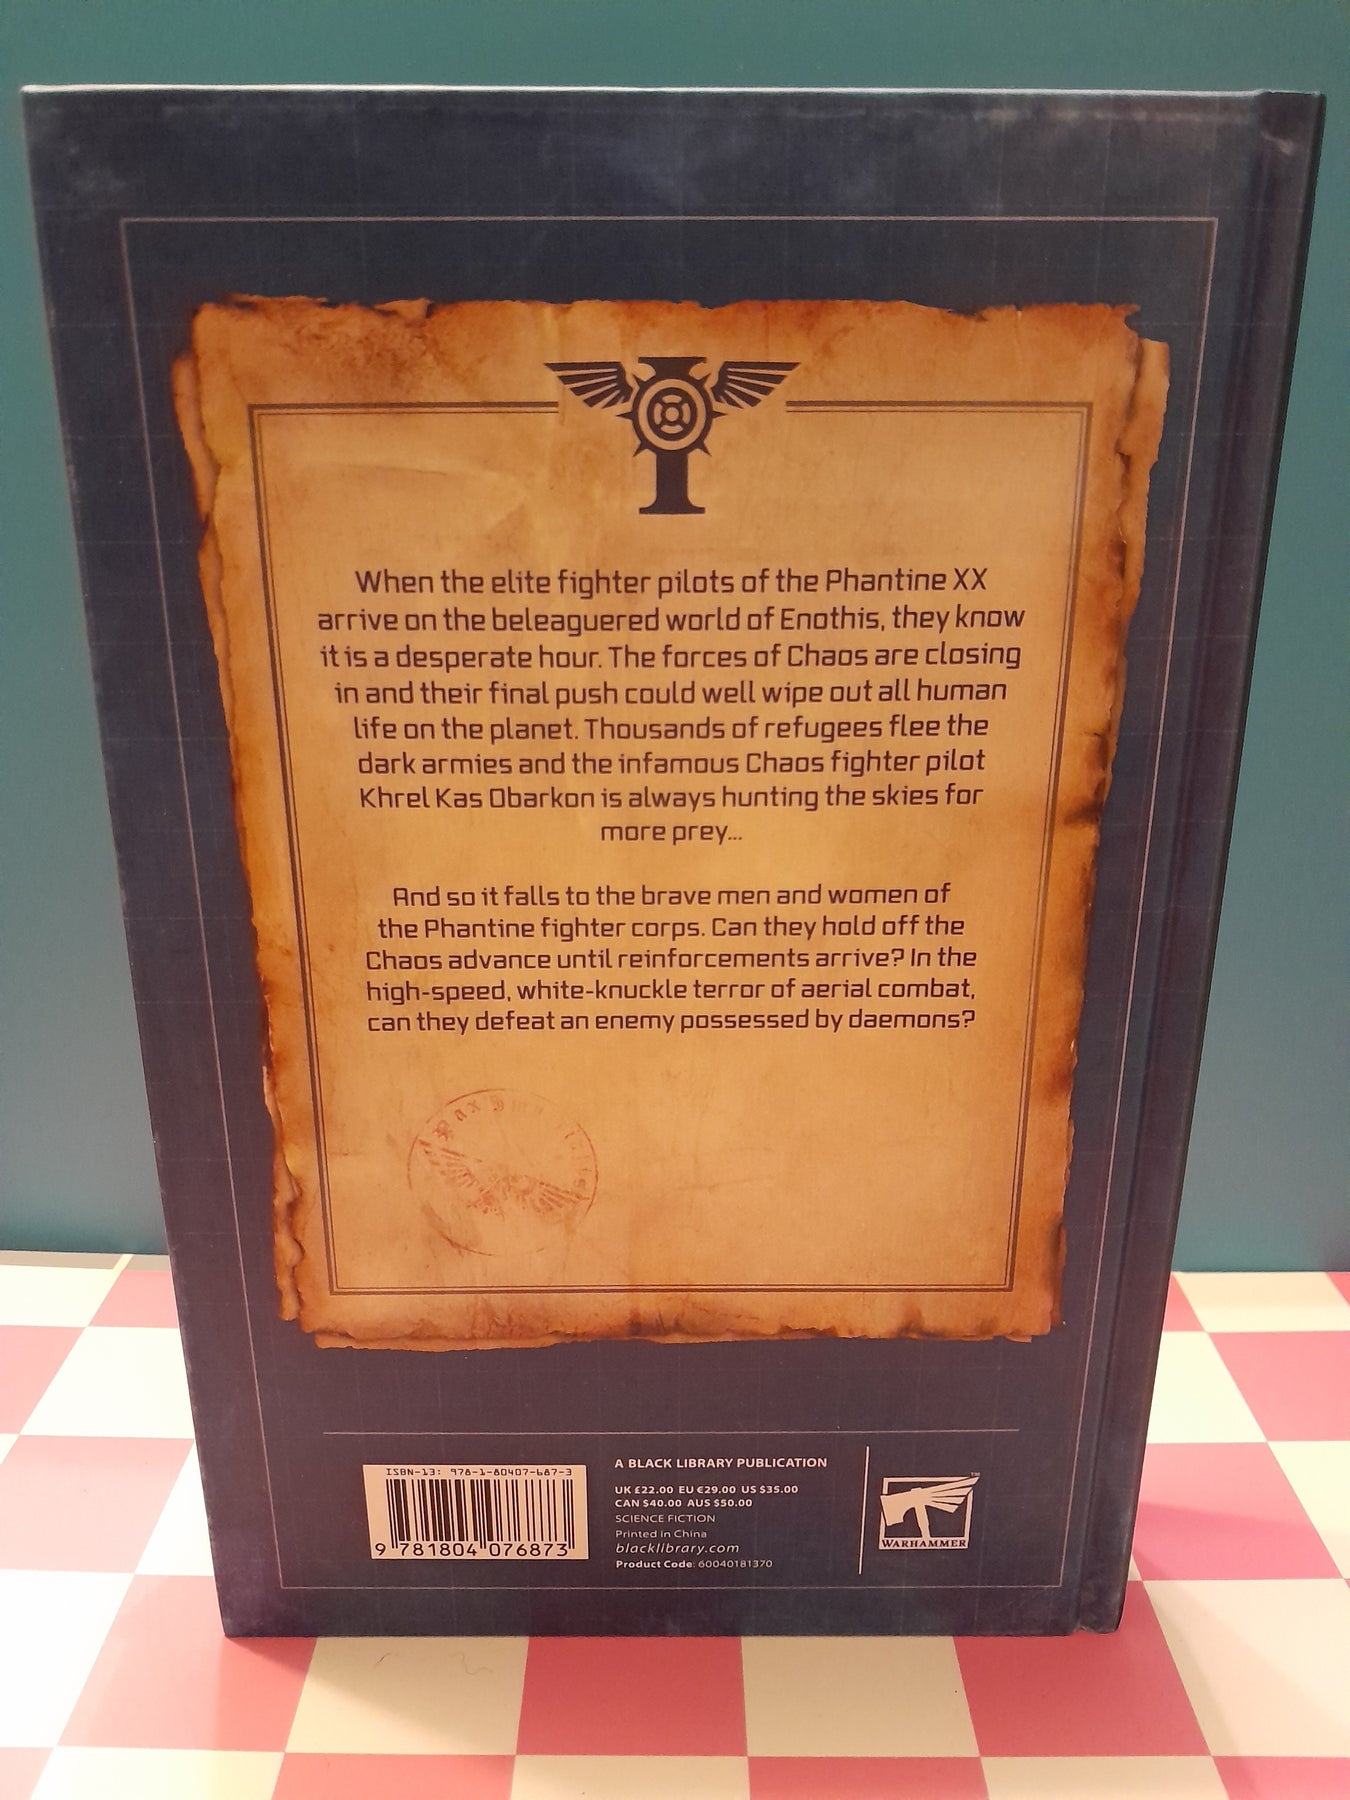 When the elite fighter pilots of the Phantine XX
arrive on the beleaguered world of Enothis, they know
it is a desperate hour. The forces of Chaos are closing
in and their final push could well wipe out all human
life on the planet. Thousands of refugees flee the
dark armies and the infamous Chaos fighter pilot
Khrel Kas Obarkon is always hunting the skies for
more prey...
And so it falls to the brave men and women of
the Phantine fighter corps. Can they hold off the
Chaos advance until reinforcements arrive? In the
high-speed, white-knuckle terror of aerial combat,
can they defeat an enemy possessed by daemons?
Pax
ISBN-13: 978-1-80407-687-3
9 781804 076873
A BLACK LIBRARY PUBLICATION
UK £22.00 EU €29.00 US $35.00
CAN $40.00 AUS $50.00
SCIENCE FICTION
Printed in China
blacklibrary.com
Product Code: 60040181370
WARHAMMER
TM